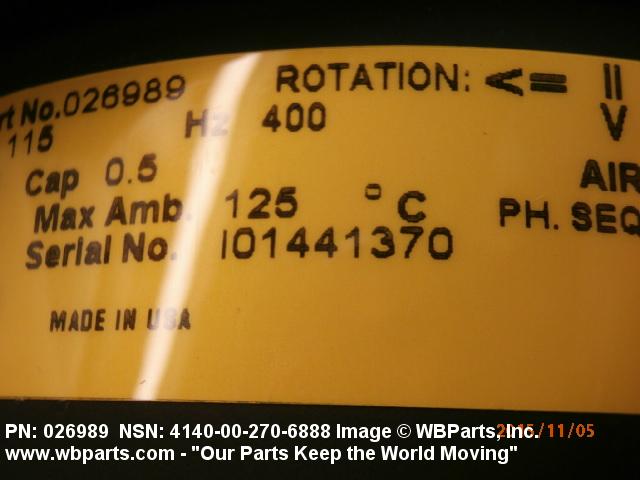 rt No.026989 ROTATION: <= ||
115 Hz 400 V
Cap 0.5 AIR
Max Amb. 125 °C PH. SEQ
Serial No. I01441370
MADE IN USA
PN: 026989 NSN: 4140-00-270-6888 Image © WBParts, Inc.
2015/11/05
www.wbparts.com - "Our Parts Keep the World Moving"